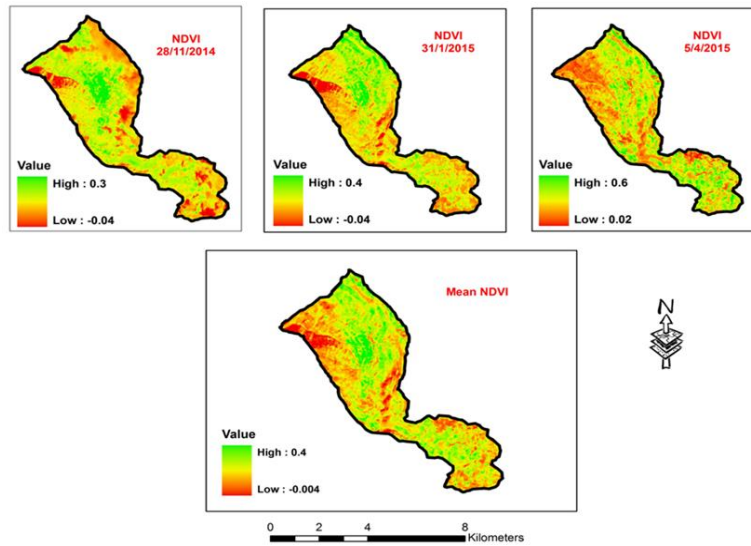 NDVI
28/11/2014
Value
High : 0.3
Low : -0.04
NDVI
31/1/2015
Value
High : 0.4
Low : -0.04
NDVI
5/4/2015
Value
High : 0.6
Low : 0.02
Mean NDVI
Value
High : 0.4
Low : -0.004
N
0 2 4 8
Kilometers